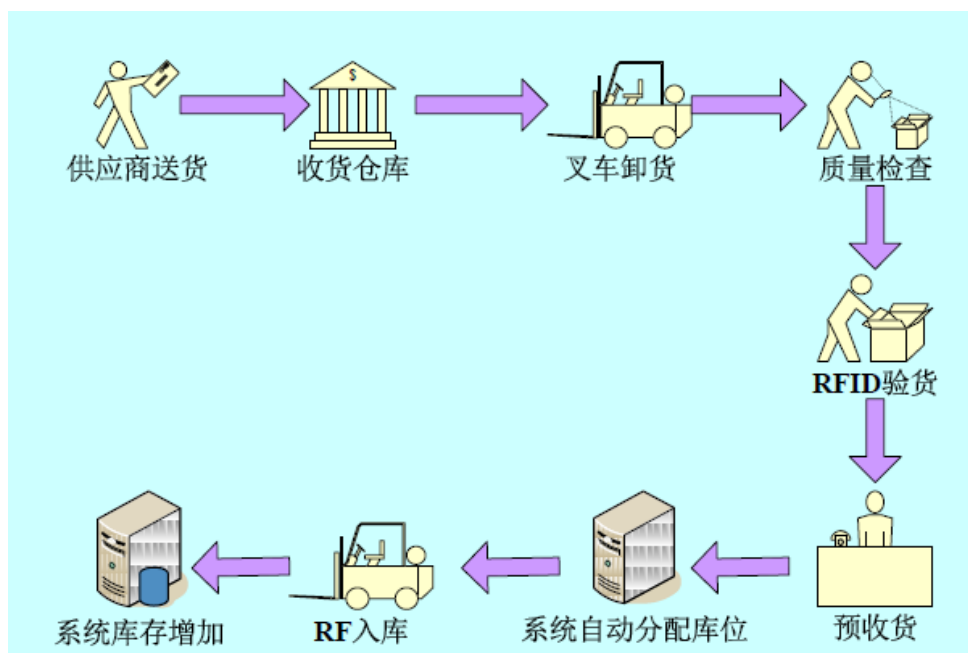 供应商送货
收货仓库
叉车卸货
质量检查
RFID验货
预收货
系统自动分配库位
RF入库
系统库存增加